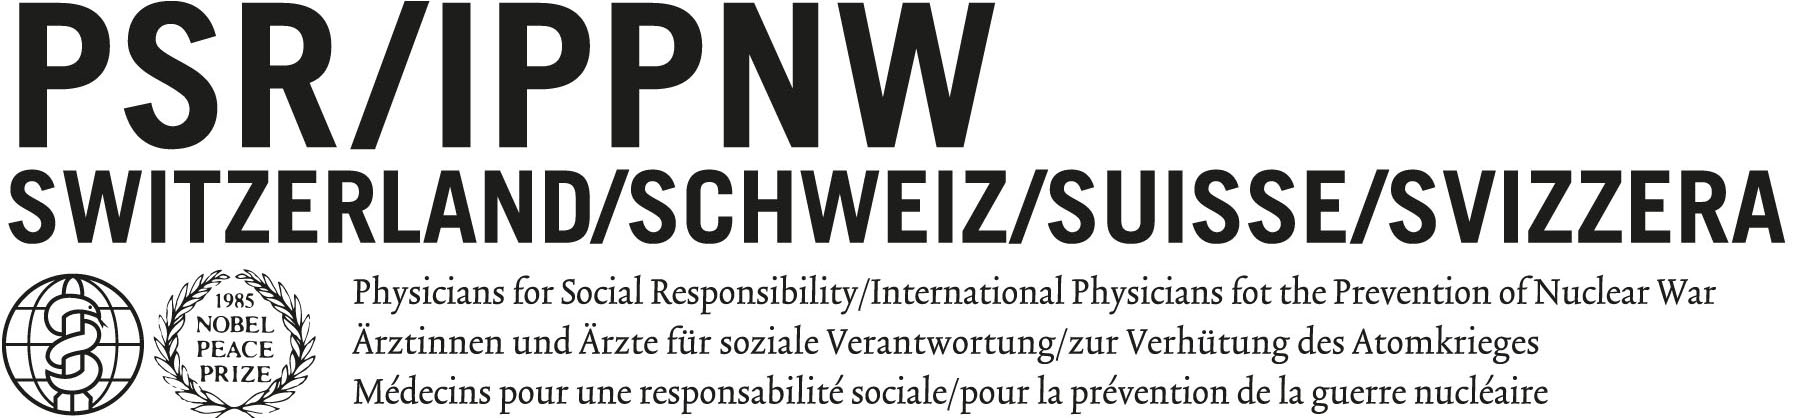 PSR/IPPNW
SWITZERLAND/SCHWEIZ/SUISSE/SVIZZERA
1985
NOBEL
PEACE
PRIZE
Physicians for Social Responsibility/International Physicians fot the Prevention of Nuclear War
Ärztinnen und Ärzte für soziale Verantwortung/zur Verhütung des Atomkrieges
Médecins pour une responsabilité sociale/pour la prévention de la guerre nucléaire